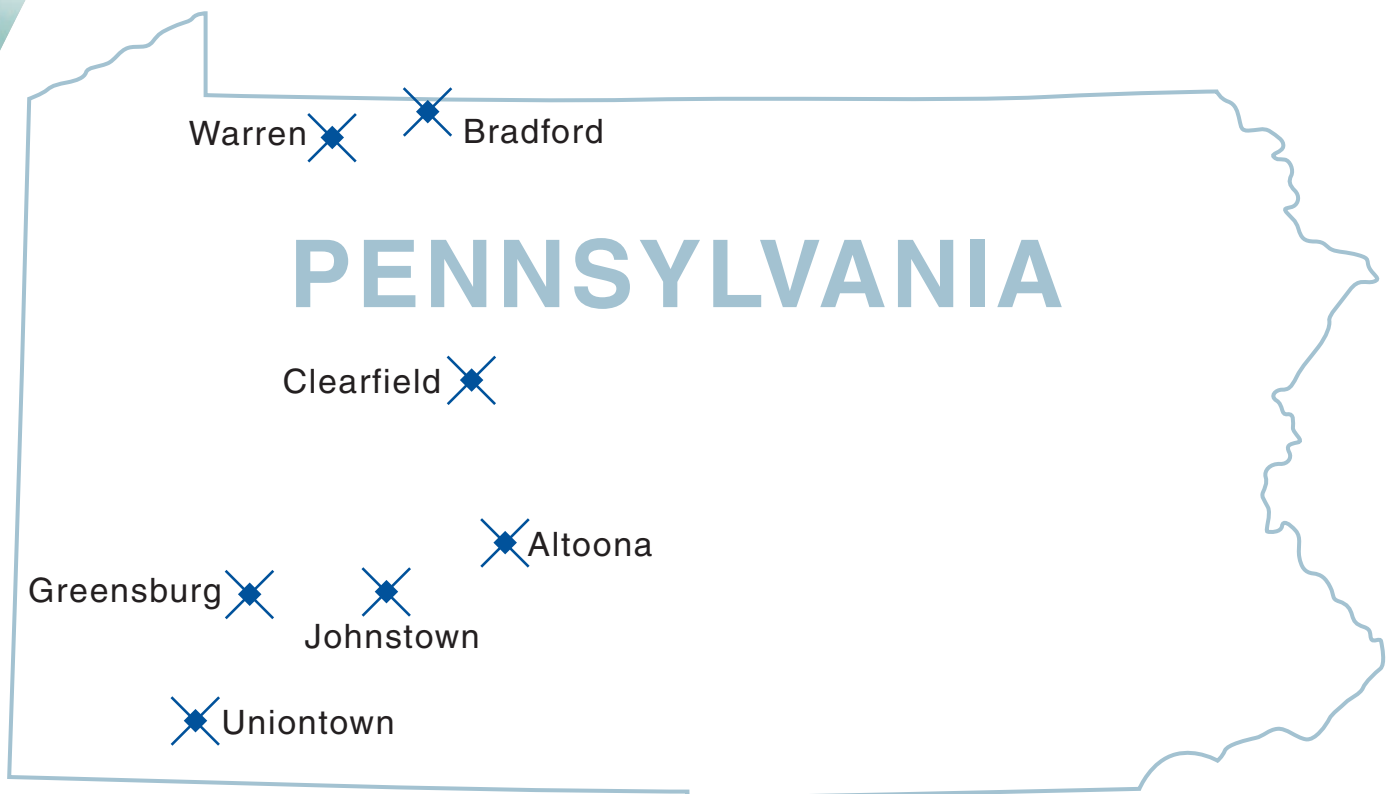 Warren
Bradford
PENNSYLVANIA
Clearfield
Altoona
Greensburg
Johnstown
Uniontown